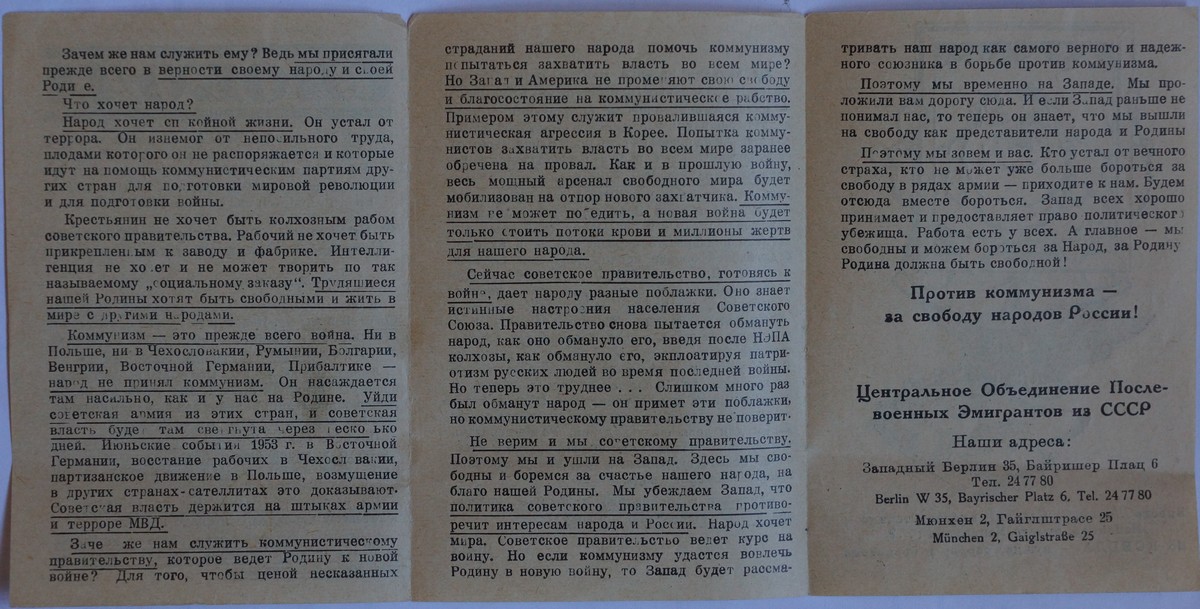 Зачем же нам служить ему? Ведь мы присягали
прежде всего в верности своему народу и своей
Родине.
Что хочет народ?
Народ хочет спокойной жизни. Он устал от
террора. Он изнемог от непосильного труда,
плодами которого он не распоряжается и которые
идут на помощь коммунистическим партиям дру-
гих стран для подготовки мировой революции
и для подготовки войны.
Крестьянин не хочет быть колхозным рабом
советского правительства. Рабочий не хочет быть
прикрепленным к заводу и фабрике. Интелли-
генция не хочет и не может творить по так
называемому „социальному заказу“. Трудящиеся
нашей Родины хотят быть свободными и жить в
мире с другими народами.
Коммунизм — это прежде всего война. Ни в
Польше, ни в Чехословакии, Румынии, Болгарии,
Венгрии, Восточной Германии, Прибалтике —
народ не принял коммунизм. Он насаждается
там насильно, как и у нас на Родине. Уйди
советская армия из этих стран, и советская
власть будет там свергнута через несколько
дней. Июньские события 1953 г. в Восточной
Германии, восстание рабочих в Чехословакии,
партизанское движение в Польше, возмущение
в других странах-сателлитах это доказывают.
Советская власть держится на штыках армии
и терроре МВД.
Зачем же нам служить коммунистическому
правительству, которое ведет Родину к новой
войне? Для того, чтобы ценой несказанных
страданий нашего народа помочь коммунизму
попытаться захватить власть во всем мире?
Но Запад и Америка не променяют свою свободу
и благосостояние на коммунистическое рабство.
Примером этому служит провалившаяся комму-
нистическая агрессия в Корее. Попытка комму-
нистов захватить власть во всем мире заранее
обречена на провал. Как и в прошлую войну,
весь мощный арсенал свободного мира будет
мобилизован на отпор нового захватчика. Комму-
низм не может победить, а новая война будет
только стоить потоки крови и миллионы жертв
для нашего народа.
Сейчас советское правительство, готовясь к
войне, дает народу разные поблажки. Оно знает
истинные настроения населения Советского
Союза. Правительство снова пытается обмануть
народ, как оно обмануло его, введя после НЭПА
колхозы, как обмануло его, эксплоатируя патри-
отизм русских людей во время последней войны.
Но теперь это труднее . . . Слишком много раз
был обманут народ — он примет эти поблажки,
но коммунистическому правительству не поверит.
Не верим и мы советскому правительству.
Поэтому мы и ушли на Запад. Здесь мы сво-
бодны и боремся за счастье нашего народа, на
благо нашей Родины. Мы убеждаем Запад, что
политика советского правительства противо-
речит интересам народа и России. Народ хочет
мира. Советское правительство ведет курс на
войну. Но если коммунизму удастся вовлечь
Родину в новую войну, то Запад будет рассма-
тривать наш народ как самого верного и надеж-
ного союзника в борьбе против коммунизма.
Поэтому мы временно на Западе. Мы про-
ложили вам дорогу сюда. И если Запад раньше не
понимал нас, то теперь он знает, что мы вышли
на свободу как представители народа и Родины
Поэтому мы зовем и вас. Кто устал от вечного
страха, кто не может уже больше бороться за
свободу в рядах армии — приходите к нам. Будем
отсюда вместе бороться. Запад всех хорошо
принимает и предоставляет право политического
убежища. Работа есть у всех. А главное — мы
свободны и можем бороться за Народ, за Родину
Родина должна быть свободной!
Против коммунизма —
за свободу народов России!
Центральное Объединение После-
военных Эмигрантов из СССР
Наши адреса:
Западный Берлин 35, Байришер Плац 6
Тел. 24 77 80
Berlin W 35, Bayrischer Platz 6, Tel. 24 77 80
Мюнхен 2, Гайглштрасе 25
München 2, Gaiglstraße 25